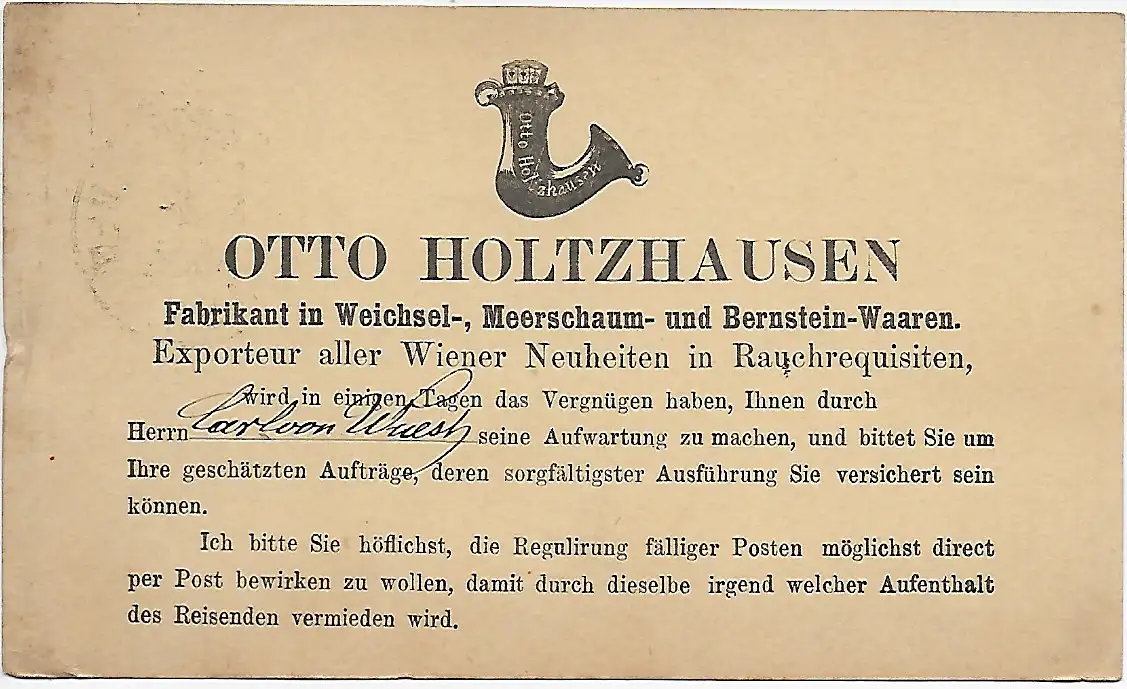 Otto Holtzhausen
OTTO HOLTZHAUSEN
Fabrikant in Weichsel-, Meerschaum- und Bernstein-Waaren.
Exporteur aller Wiener Neuheiten in Rauchrequisiten,
wird in einigen Tagen das Vergnügen haben, Ihnen durch
Herrn Carl von Wuesz seine Aufwartung zu machen, und bittet Sie um
Ihre geschätzten Aufträge, deren sorgfältigster Ausführung Sie versichert sein
können.
Ich bitte Sie höflichst, die Regulirung fälliger Posten möglichst direct
per Post bewirken zu wollen, damit durch dieselbe irgend welcher Aufenthalt
des Reisenden vermieden wird.